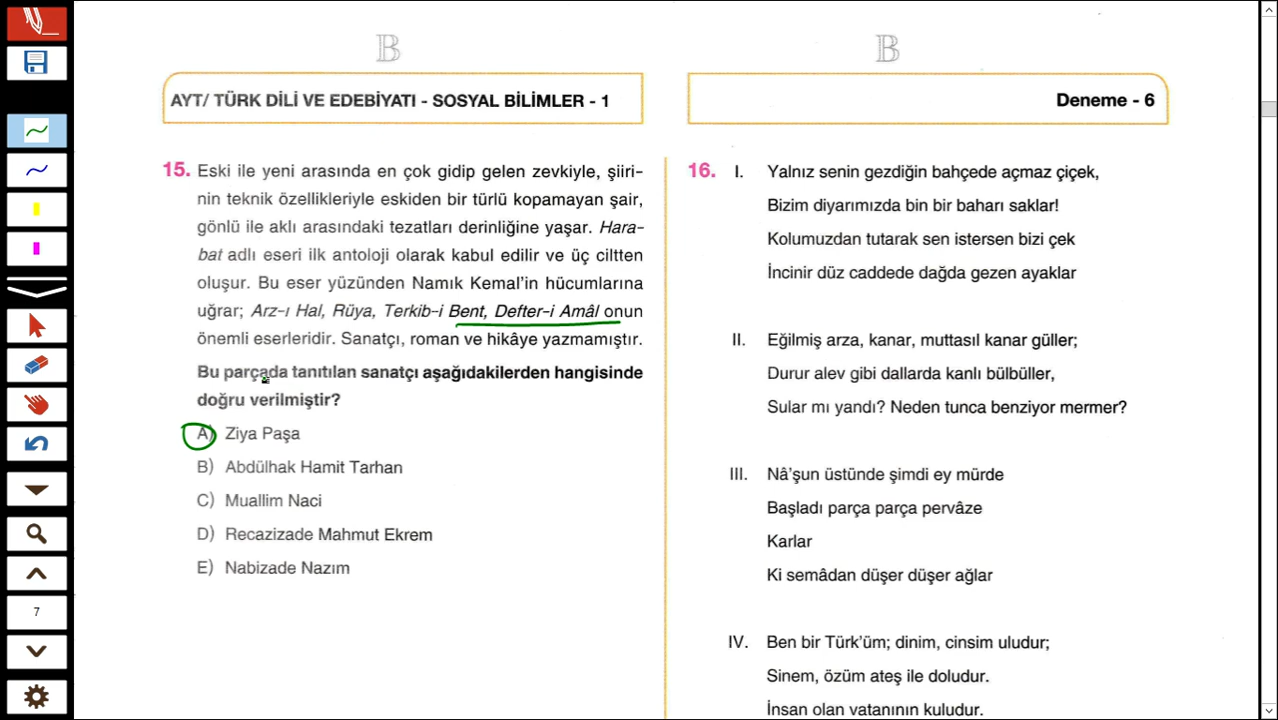 B
AYT/ TÜRK DİLİ VE EDEBİYATI - SOSYAL BİLİMLER - 1
15. Eski ile yeni arasında en çok gidip gelen zevkiyle, şiiri-
nin teknik özellikleriyle eskiden bir türlü kopamayan şair,
gönlü ile aklı arasındaki tezatları derinliğine yaşar. Hara-
bat adlı eseri ilk antoloji olarak kabul edilir ve üç ciltten
oluşur. Bu eser yüzünden Namık Kemal'in hücumlarına
uğrar; Arz-ı Hal, Rüya, Terkib-i Bent, Defter-i Amâl onun
önemli eserleridir. Sanatçı, roman ve hikâye yazmamıştır.
Bu parçada tanıtılan sanatçı aşağıdakilerden hangisinde
doğru verilmiştir?
A) Ziya Paşa
B) Abdülhak Hamit Tarhan
C) Muallim Naci
D) Recazizade Mahmut Ekrem
E) Nabizade Nazım
B
Deneme - 6
16. I. Yalnız senin gezdiğin bahçede açmaz çiçek,
Bizim diyarımızda bin bir baharı saklar!
Kolumuzdan tutarak sen istersen bizi çek
İncinir düz caddede dağda gezen ayaklar
II. Eğilmiş arza, kanar, muttasıl kanar güller;
Durur alev gibi dallarda kanlı bülbüller,
Sular mı yandı? Neden tunca benziyor mermer?
III. Nâ'şun üstünde şimdi ey mürde
Başladı parça parça pervâze
Karlar
Ki semâdan düşer düşer ağlar
IV. Ben bir Türk'üm; dinim, cinsim uludur;
Sinem, özüm ateş ile doludur.
İnsan olan vatanının kuludur.
7